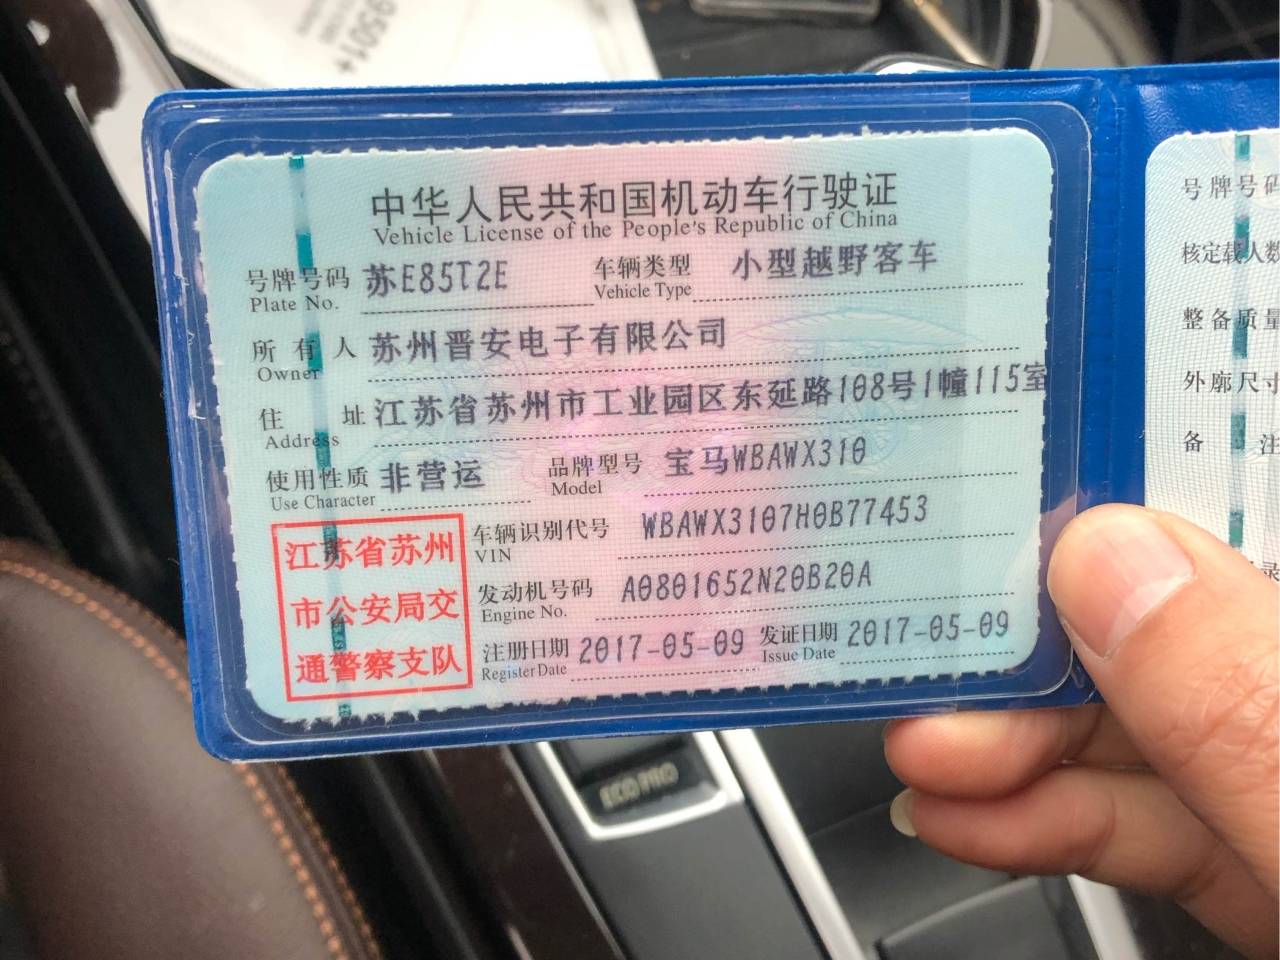 9501+
中华人民共和国机动车行驶证
Vehicle License of the People's Republic of China
号牌号码 苏E85T2E 车辆类型 小型越野客车
Plate No. Vehicle Type
所有人 苏州晋安电子有限公司
Owner
住址 江苏省苏州市工业园区东延路108号1幢115室
Address
使用性质 非营运 品牌型号 宝马WBAWX310
Use Character Model
江苏省苏州
市公安局交
通警察支队
车辆识别代号 WBAWX3107H0B77453
VIN
发动机号码 A0801652N20B20A
Engine No.
注册日期 2017-05-09 发证日期 2017-05-09
Register Date Issue Date
号牌号码
核定载人数
整备质量
外廓尺寸
备 注
录
ECO PRO